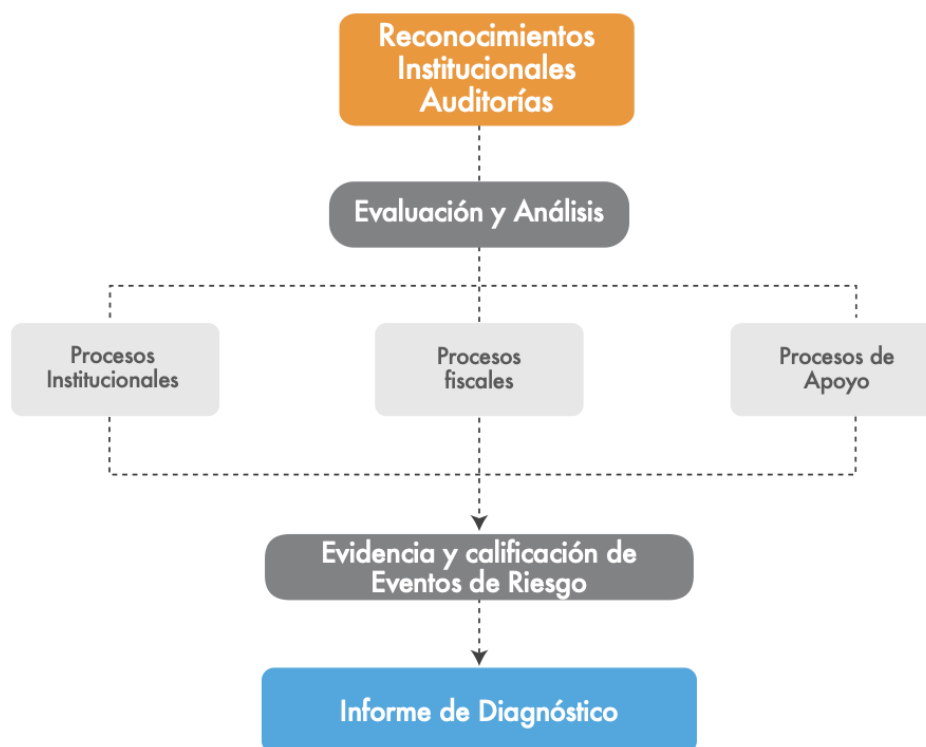 Reconocimientos
Institucionales
Auditorías
Evaluación y Análisis
Procesos
Institucionales
Procesos
fiscales
Procesos de
Apoyo
Evidencia y calificación de
Eventos de Riesgo
Informe de Diagnóstico